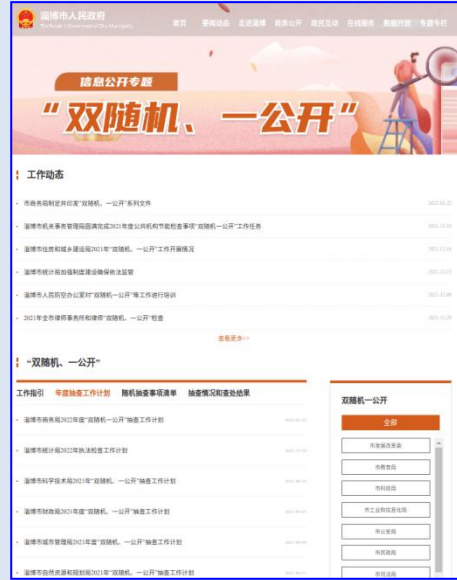 淄博市人民政府
首页 要闻动态 走进淄博 政务公开 政民互动 在线服务 数据开放 专题专栏
信息公开专题
“双随机、一公开”
工作动态
市商务局制定并印发“双随机、一公开”系列文件
淄博市机关事务管理局圆满完成2021年度公共机构节能检查事项“双随机一公开”工作任务
淄博市住房和城乡建设局2021年“双随机、一公开”工作开展情况
淄博市统计局加强制度建设确保依法监管
淄博市人民防空办公室对“双随机、一公开”等工作进行培训
2021年全市律师事务所和律师“双随机、一公开”检查
查看更多>>
“双随机、一公开”
工作指引 年度抽查工作计划 随机抽查事项清单 抽查情况和查处结果
淄博市商务局2022年度“双随机一公开”抽查工作计划
淄博市统计局2022年执法检查工作计划
淄博市科学技术局2021年“双随机、一公开”抽查工作计划
淄博市财政局2021年度“双随机、一公开”抽查工作计划
淄博市城市管理局2021年度“双随机、一公开”抽查工作计划
淄博市自然资源和规划局2021年“双随机、一公开”抽查工作计划
随机一公开
全部
市发展改革委
市教育局
市科技局
市工业和信息化局
市公安局
市民政局
市司法局